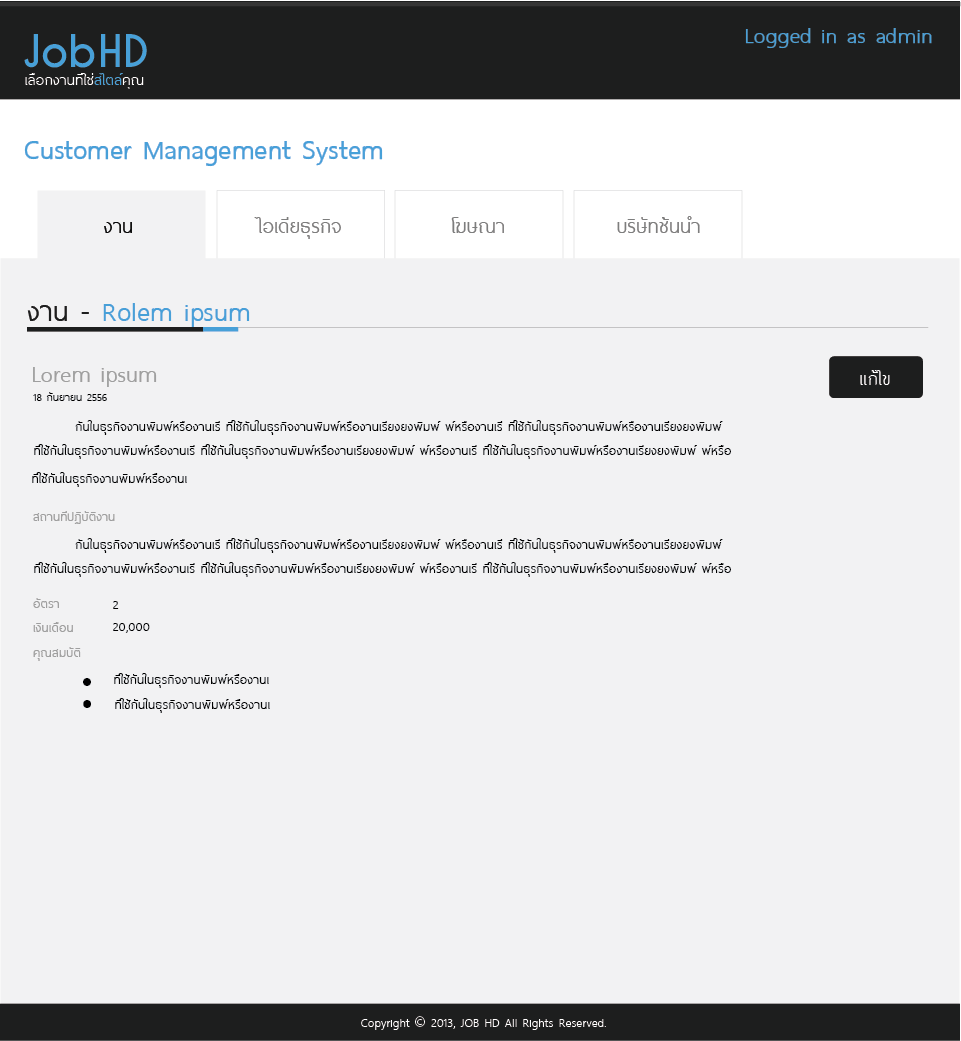 JobHD
เลือกงานที่ใช่สไตล์คุณ
Logged in as admin
Customer Management System
งาน
ไอเดียธุรกิจ
โฆษณา
บริษัทชั้นนำ
งาน - Rolem ipsum
Lorem ipsum
แก้ไข
18 กันยายน 2556
กันในธุรกิจงานพิมพ์หรืองานเรี ที่ใช้กันในธุรกิจงานพิมพ์หรืองานเรียงยงพิมพ์ พ์หรืองานเรี ที่ใช้กันในธุรกิจงานพิมพ์หรืองานเรียงยงพิมพ์
ที่ใช้กันในธุรกิจงานพิมพ์หรืองานเรี ที่ใช้กันในธุรกิจงานพิมพ์หรืองานเรียงยงพิมพ์ พ์หรืองานเรี ที่ใช้กันในธุรกิจงานพิมพ์หรืองานเรียงยงพิมพ์ พ์หรือ
ที่ใช้กันในธุรกิจงานพิมพ์หรืองานเ
สถานที่ปฏิบัติงาน
กันในธุรกิจงานพิมพ์หรืองานเรี ที่ใช้กันในธุรกิจงานพิมพ์หรืองานเรียงยงพิมพ์ พ์หรืองานเรี ที่ใช้กันในธุรกิจงานพิมพ์หรืองานเรียงยงพิมพ์
ที่ใช้กันในธุรกิจงานพิมพ์หรืองานเรี ที่ใช้กันในธุรกิจงานพิมพ์หรืองานเรียงยงพิมพ์ พ์หรืองานเรี ที่ใช้กันในธุรกิจงานพิมพ์หรืองานเรียงยงพิมพ์ พ์หรือ
อัตรา 2
เงินเดือน 20,000
คุณสมบัติ
● ที่ใช้กันในธุรกิจงานพิมพ์หรืองานเ
● ที่ใช้กันในธุรกิจงานพิมพ์หรืองานเ
Copyright © 2013, JOB HD All Rights Reserved.